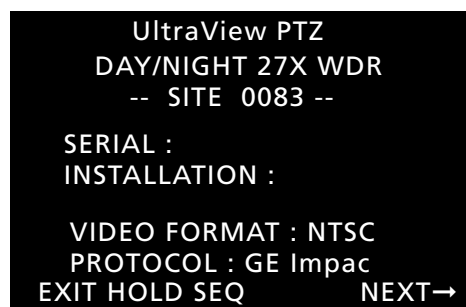 UltraView PTZ
DAY/NIGHT 27X WDR
-- SITE 0083 --
SERIAL :
INSTALLATION :
VIDEO FORMAT : NTSC
PROTOCOL : GE Impac
EXIT HOLD SEQ NEXT→